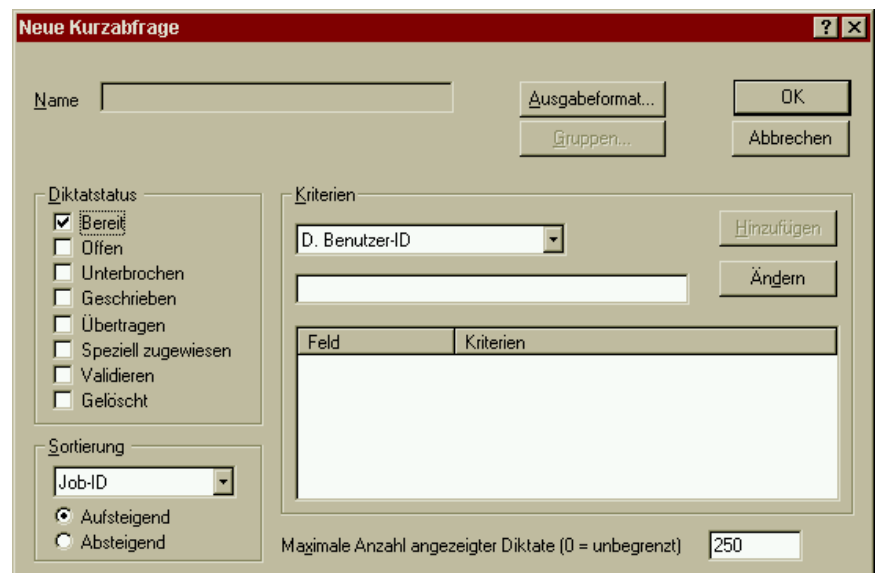 Neue Kurzabfrage
Name
Ausgabeformat...
OK
Gruppen...
Abbrechen
Diktatstatus
Bereit
Offen
Unterbrochen
Geschrieben
Übertragen
Speziell zugewiesen
Validieren
Gelöscht
Sortierung
Job-ID
Aufsteigend
Absteigend
Kriterien
D. Benutzer-ID
Hinzufügen
Ändern
Feld Kriterien
Maximale Anzahl angezeigter Diktate (0 = unbegrenzt) 250